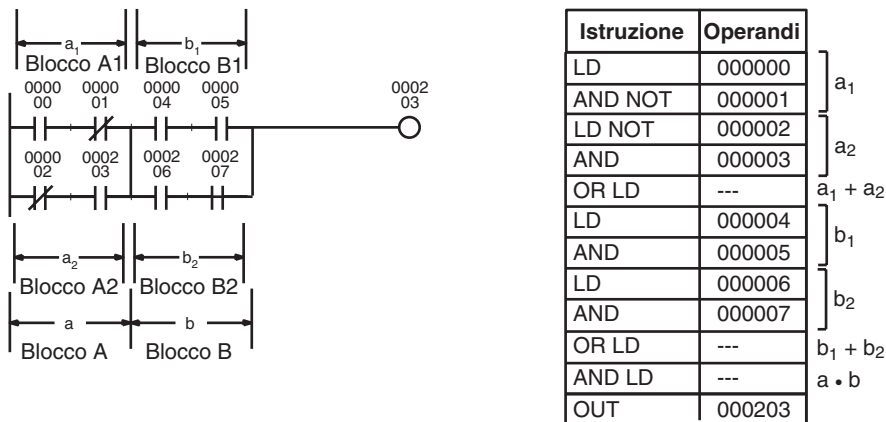 a1 b1
Blocco A1 Blocco B1
0000 0000 0000 0000 0002
00 01 04 05 03
0000 0002 0002 0002
02 03 06 07
a2 b2
Blocco A2 Blocco B2
a b
Blocco A Blocco B
Istruzione Operandi
LD 000000
AND NOT 000001
a1
LD NOT 000002
AND 000003
a2
OR LD --- a1 + a2
LD 000004
AND 000005
b1
LD 000006
AND 000007
b2
OR LD --- b1 + b2
AND LD --- a • b
OUT 000203